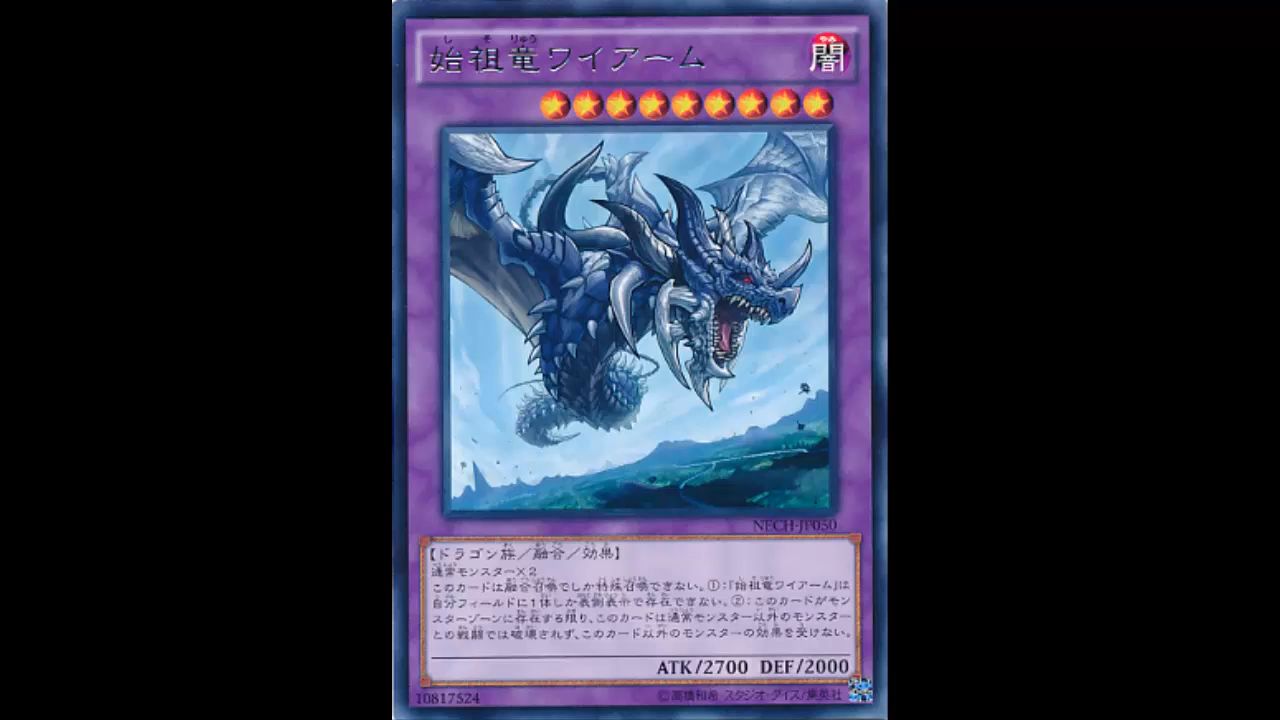 始祖竜ワイアーム
闇
NECH-JP050
【ドラゴン族／融合／効果】
通常モンスター×2
このカードは融合召喚でしか特殊召喚できない。①：「始祖竜ワイアーム」は
自分フィールドに1体しか表側表示で存在できない。②：このカードがモン
スターゾーンに存在する限り、このカードは通常モンスター以外のモンスター
との戦闘では破壊されず、このカード以外のモンスターの効果を受けない。
ATK/2700 DEF/2000
10817524
©高橋和希 スタジオ・ダイス/集英社